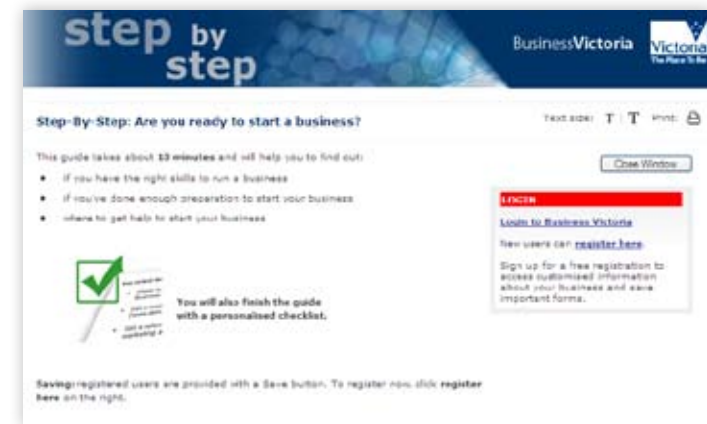 step by
step
BusinessVictoria
Victoria
The Place To Be
Step-By-Step: Are you ready to start a business?
Text size: T | T Print:
This guide takes about 10 minutes and will help you to find out:
Close Window
• if you have the right skills to run a business
• if you've done enough preparation to start your business
• where to get help to start your business
LOGIN
Login to Business Victoria
New users can register here.
Sign up for a free registration to
access customised information
about your business and save
important forms.
You will also finish the guide
with a personalised checklist.
Saving: registered users are provided with a Save button. To register now, click register
here on the right.